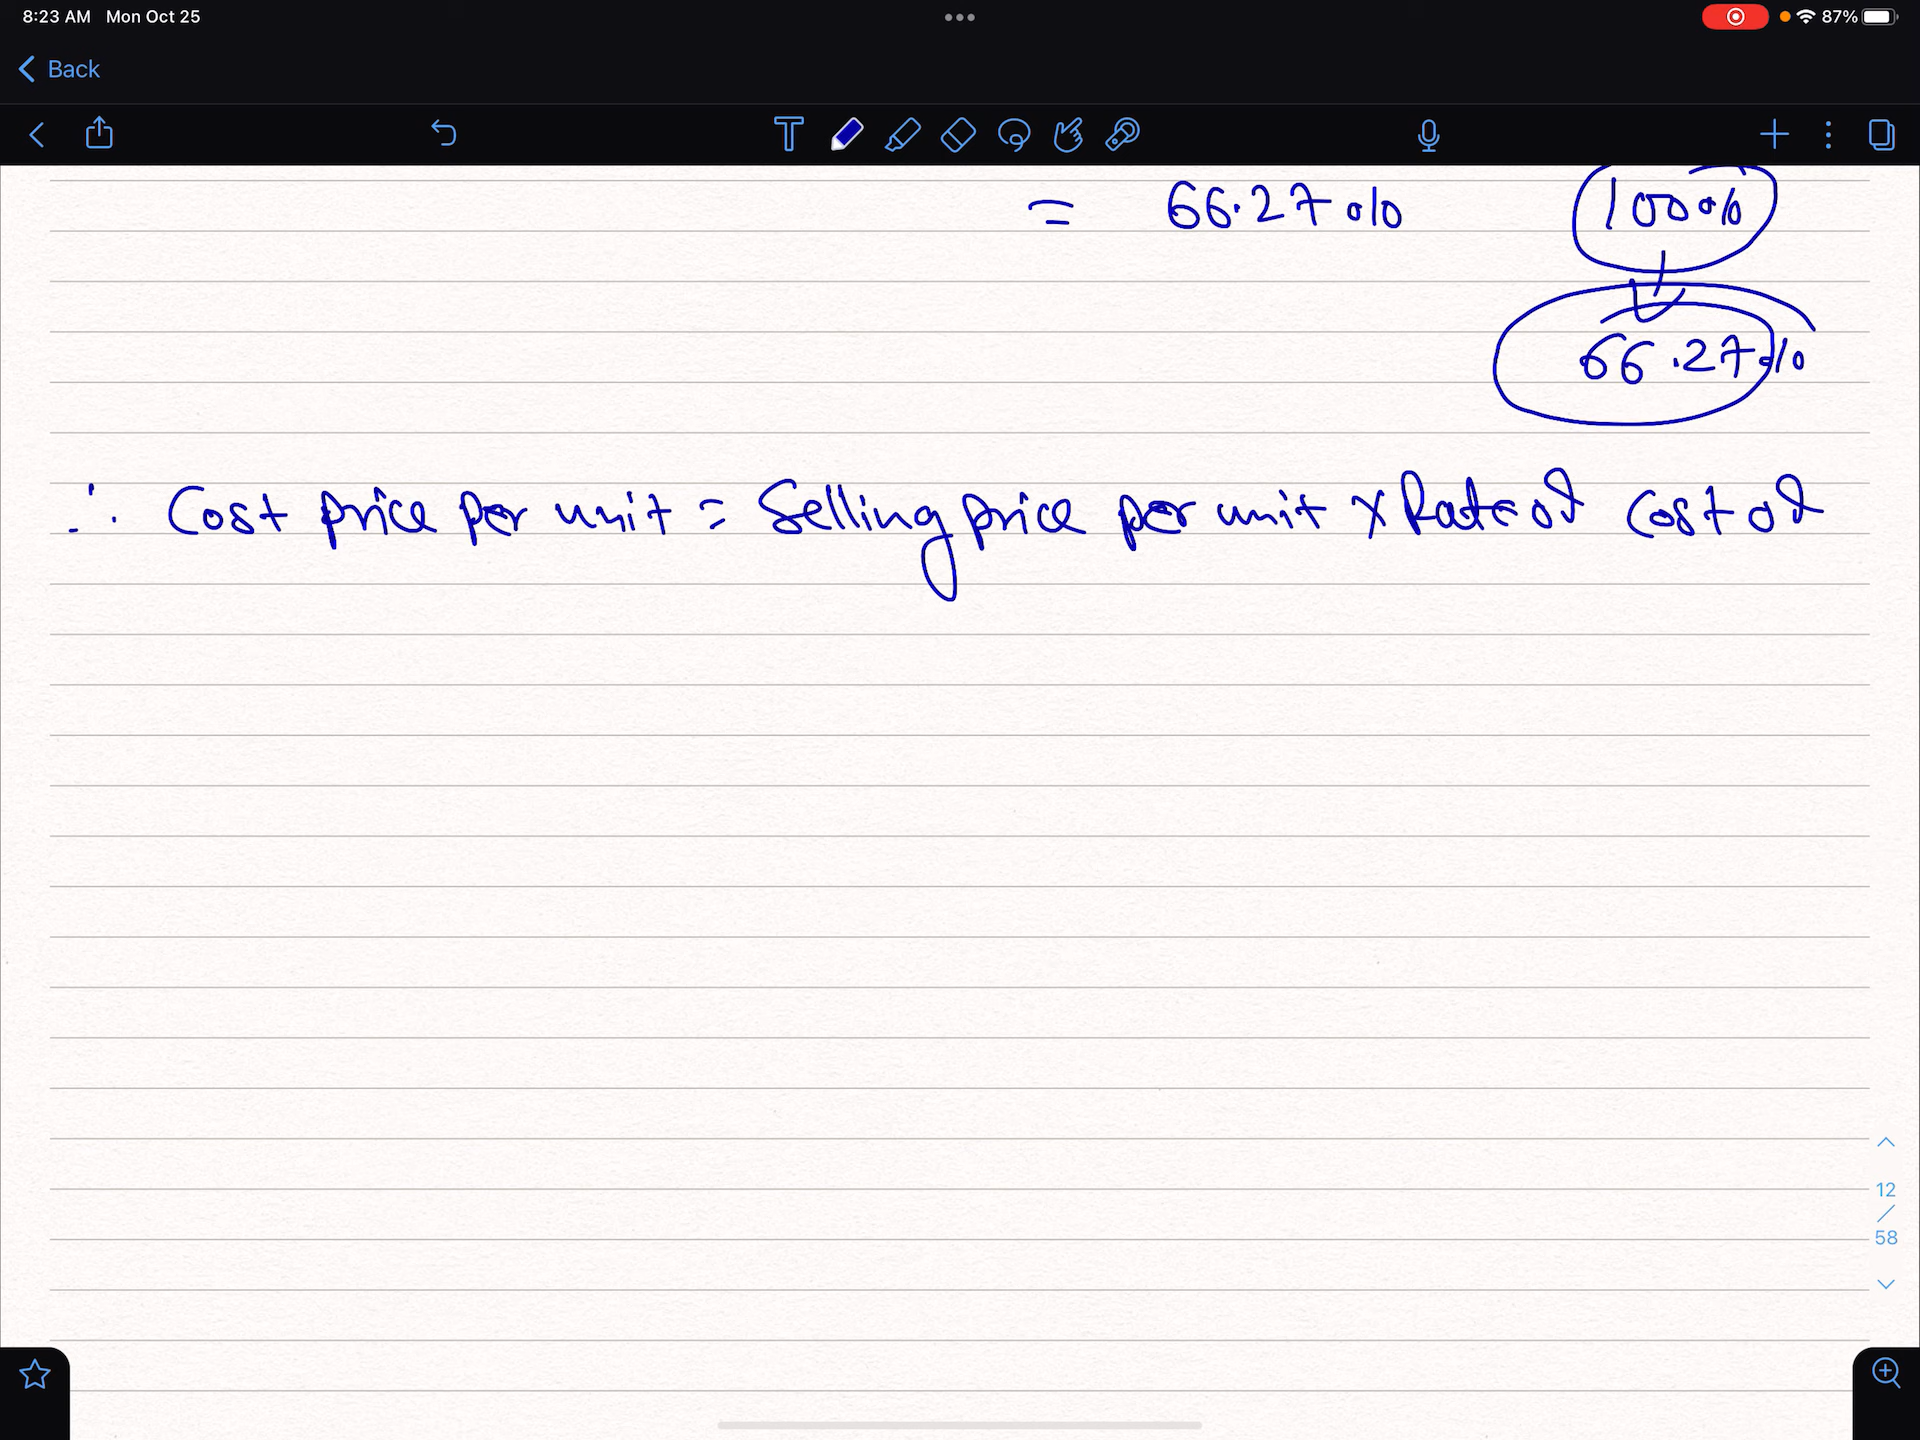 8:23 AM Mon Oct 25
87%
Back
T
= 66.27%
100%
66.27%
∴ Cost price per unit = Selling price per unit × Rate of Cost of
12
/
58